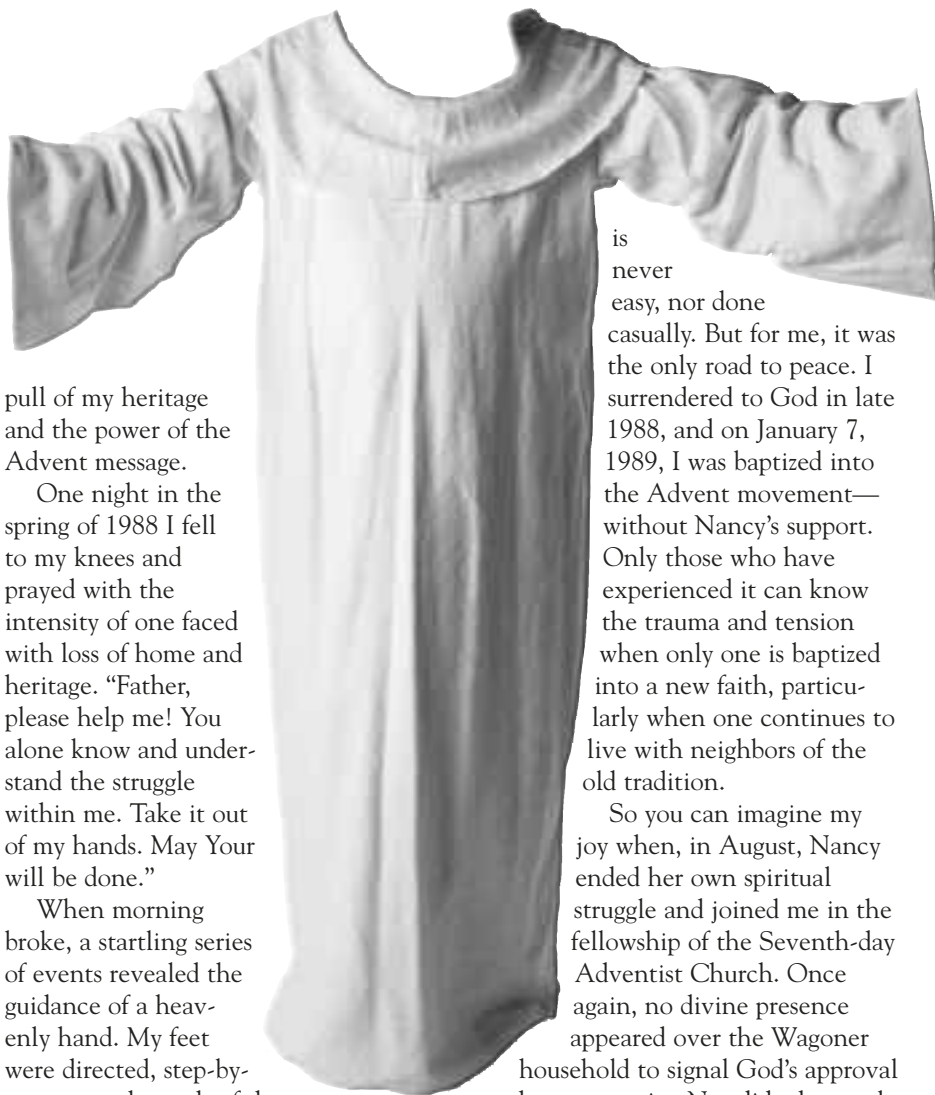 pull of my heritage
and the power of the
Advent message.
One night in the
spring of 1988 I fell
to my knees and
prayed with the
intensity of one faced
with loss of home and
heritage. “Father,
please help me! You
alone know and under-
stand the struggle
within me. Take it out
of my hands. May Your
will be done.”
When morning
broke, a startling series
of events revealed the
guidance of a heav-
enly hand. My feet
were directed, step-by-
is
never
easy, nor done
casually. But for me, it was
the only road to peace. I
surrendered to God in late
1988, and on January 7,
1989, I was baptized into
the Advent movement—
without Nancy’s support.
Only those who have
experienced it can know
the trauma and tension
when only one is baptized
into a new faith, particu-
larly when one continues to
live with neighbors of the
old tradition.
So you can imagine my
joy when, in August, Nancy
ended her own spiritual
struggle and joined me in the
fellowship of the Seventh-day
Adventist Church. Once
again, no divine presence
appeared over the Wagoner
household to signal God’s approval